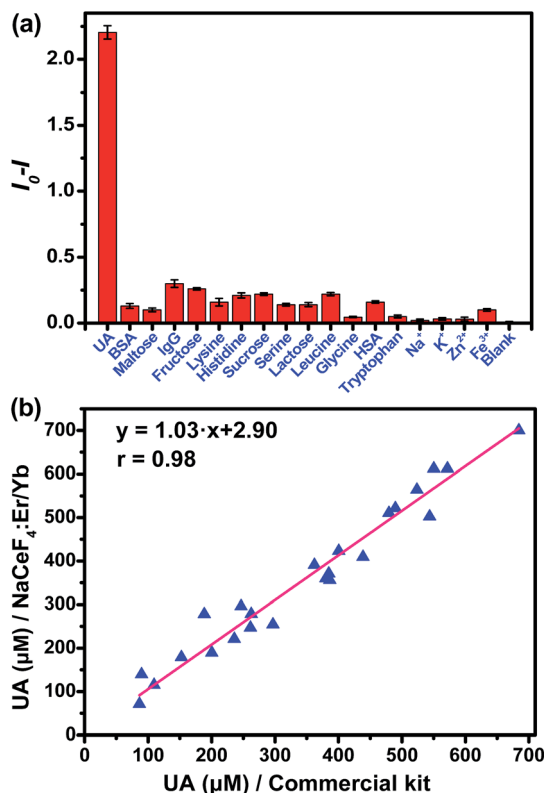 (a)
2.0
1.5
1.0
0.5
0.0
I₀-I
UA
BSA
Maltose
IgG
Fructose
Lysine
Histidine
Sucrose
Serine
Lactose
Leucine
Glycine
HSA
Tryptophan
Na⁺
K⁺
Zn²⁺
Fe³⁺
Blank
(b)
y = 1.03·x+2.90
r = 0.98
700
600
500
400
300
200
100
0
UA (μM) / NaCeF₄:Er/Yb
0 100 200 300 400 500 600 700
UA (μM) / Commercial kit